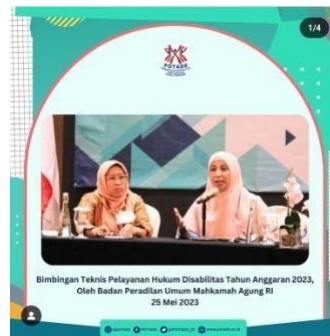 1/4
POTADS
Bimbingan Teknis Pelayanan Hukum Disabilitas Tahun Anggaran 2023,
Oleh Badan Peradilan Umum Mahkamah Agung RI
25 Mei 2023